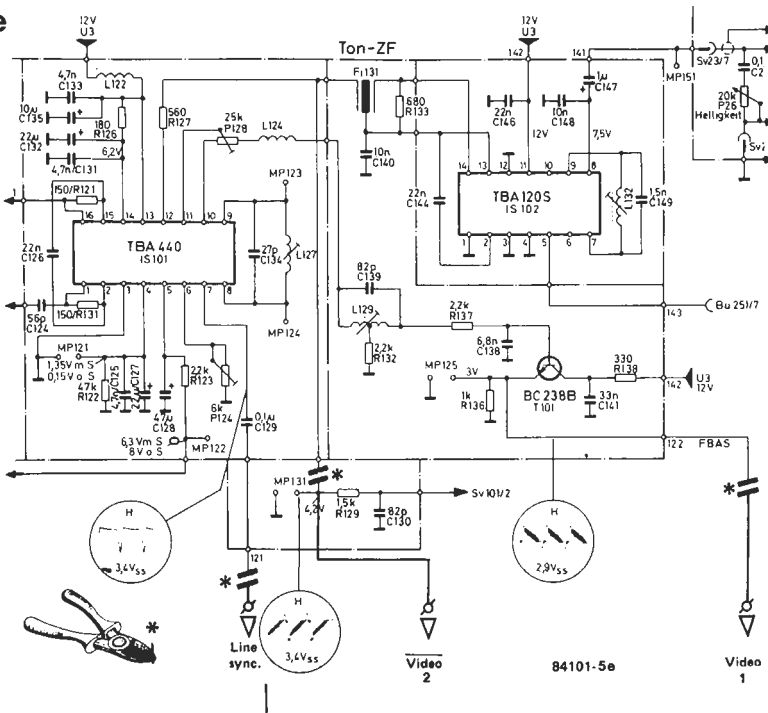 e
12V
U3
Ton-ZF
12V
U3
142
141
4,7n
C133
L122
10µ
C135
180
R126
22µ
C132
6,2V
4,7n/C131
560
R127
25k
P128
L124
MP123
Fi131
680
R133
10n
C140
22n
C146
12V
10n
C148
1µ
C147
7,5V
MP151
Sv23/7
0,1
C2
20k
P26
Helligkeit
1
150/R121
16 15 14 13 12 11 10 9
TBA 440
IS101
1 2 3 4 5 6 7 8
22n
C126
27p
C134
L127
MP124
22n
C144
14 13 12 11 10 9 8
TBA120S
IS 102
1 2 3 4 5 6 7
L132
1,5n
C149
56p
C124
150/R131
82p
C139
L129
2,2k
R132
2,2k
R137
6,8n
C138
143
Bu 251/7
MP121
1,35Vm S
0,15V o S
47k
R122
4,7n/C125
2,2µ/C127
47µ
C128
22k
R123
6k
P124
0,1µ
C129
MP125
3V
1k
R136
BC 238B
T101
33n
C141
330
R138
142
U3
12V
6,3 Vm S
8V o S
MP122
122
FBAS
MP131
4,2V
1,5k
R129
82p
C130
Sv101/2
*
*
H
3,4Vss
121
*
H
2,9Vss
*
Line
sync.
H
3,4Vss
Video
2
84101-5e
Video
1